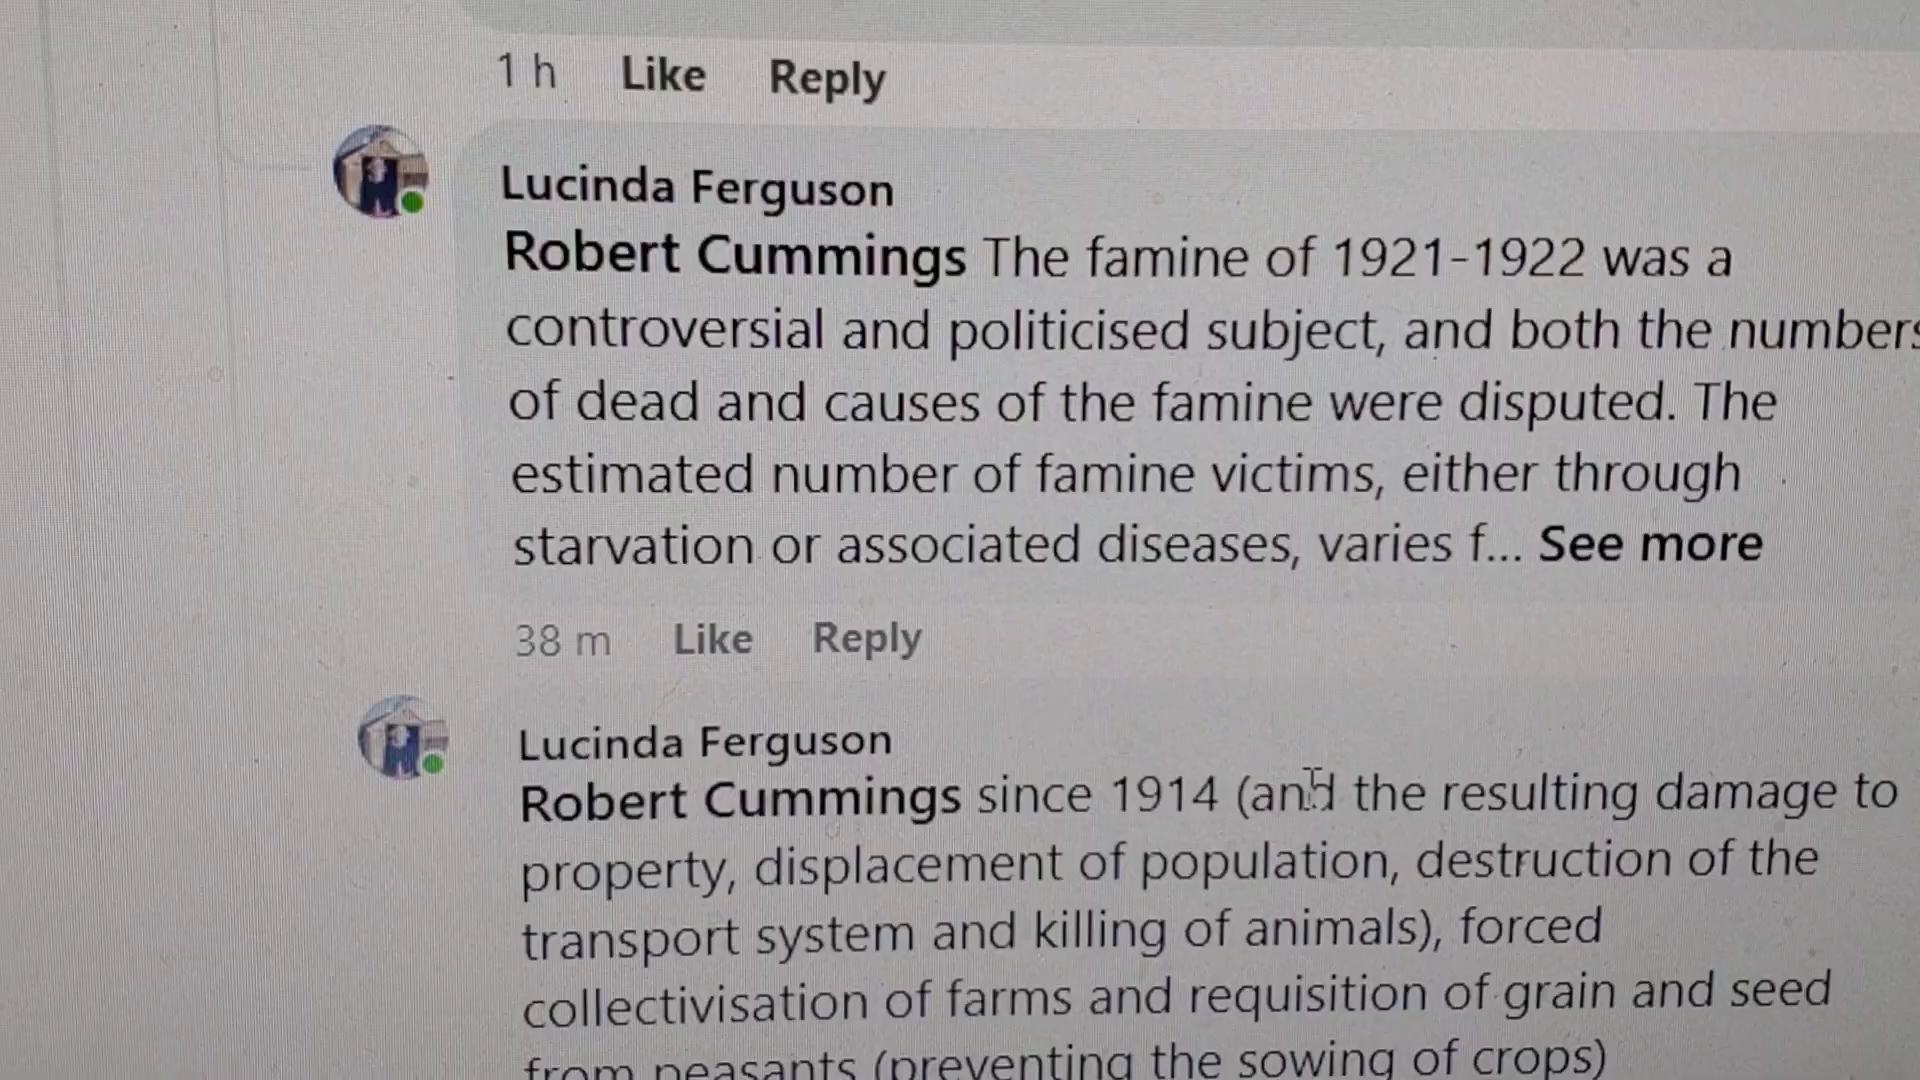 1 h Like Reply
Lucinda Ferguson
Robert Cummings The famine of 1921-1922 was a
controversial and politicised subject, and both the numbers
of dead and causes of the famine were disputed. The
estimated number of famine victims, either through
starvation or associated diseases, varies f... See more
38 m Like Reply
Lucinda Ferguson
Robert Cummings since 1914 (and the resulting damage to
property, displacement of population, destruction of the
transport system and killing of animals), forced
collectivisation of farms and requisition of grain and seed
from peasants (preventing the sowing of crops)